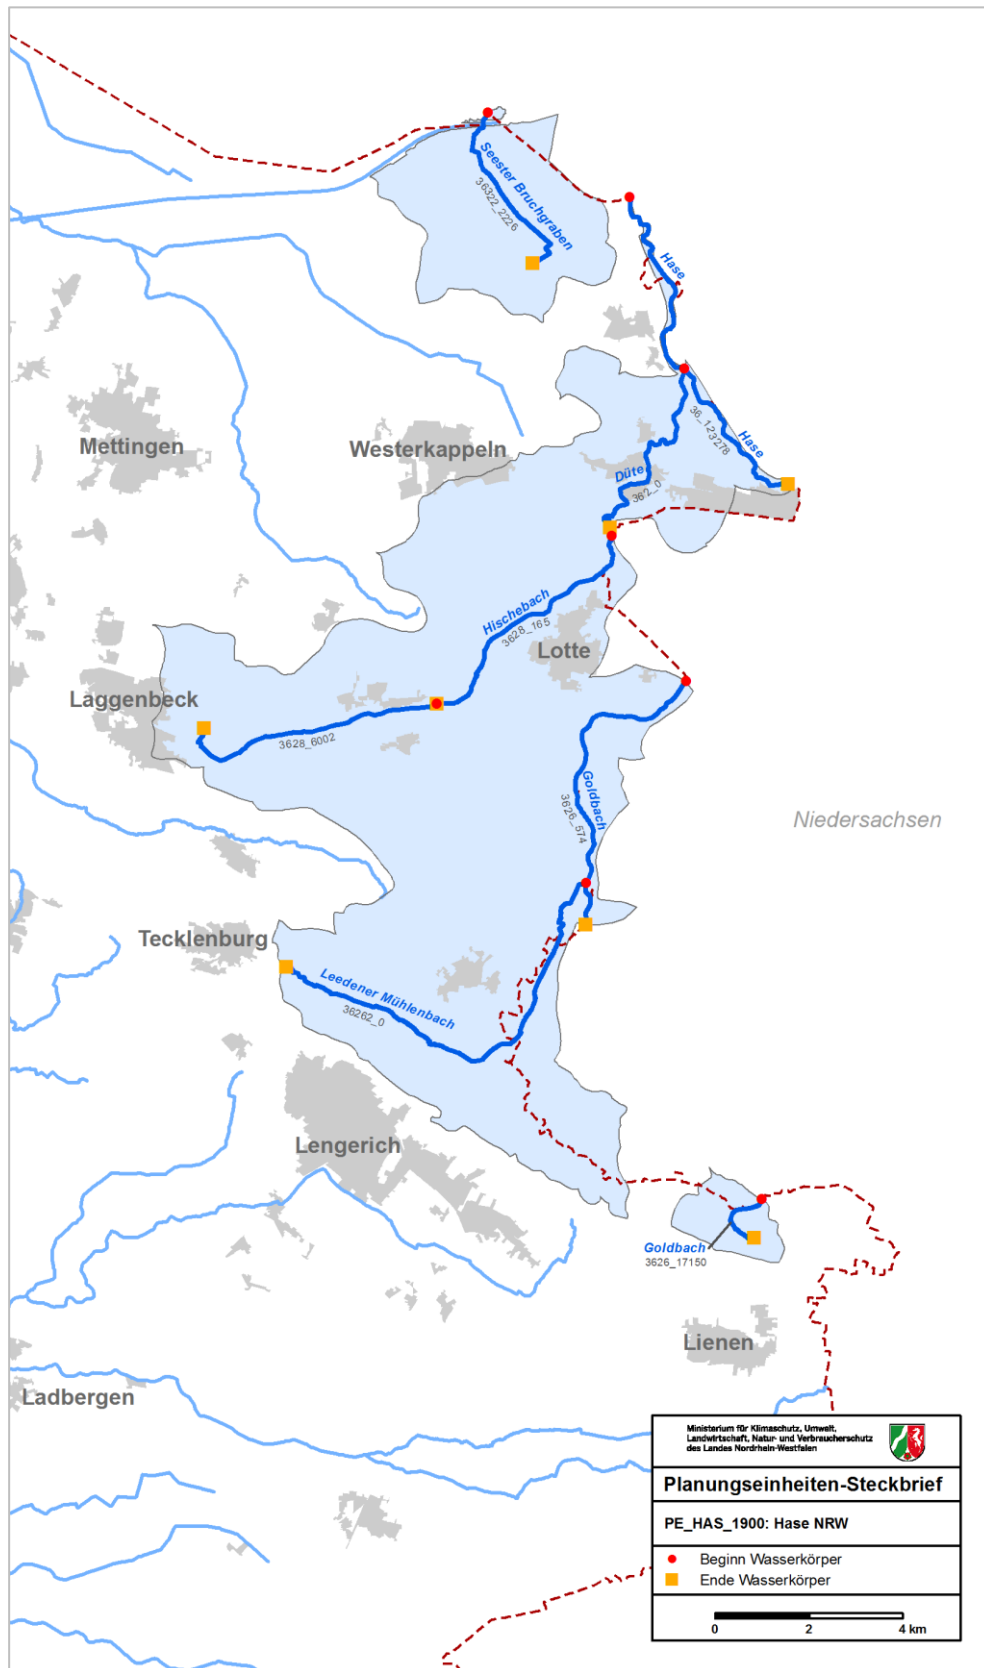 Seester Bruchgraben
36322_2226
Hase
Hase
36_123278
Mettingen
Westerkappeln
Düte
362_0
Hischebach
3628_165
Lotte
Laggenbeck
3628_6002
Goldbach
3626_574
Niedersachsen
Tecklenburg
Leedener Mühlenbach
36262_0
Lengerich
Goldbach
3626_17150
Lienen
Ladbergen
Ministerium für Klimaschutz, Umwelt,
Landwirtschaft, Natur- und Verbraucherschutz
des Landes Nordrhein-Westfalen
Planungseinheiten-Steckbrief
PE_HAS_1900: Hase NRW
Beginn Wasserkörper
Ende Wasserkörper
0 2 4 km